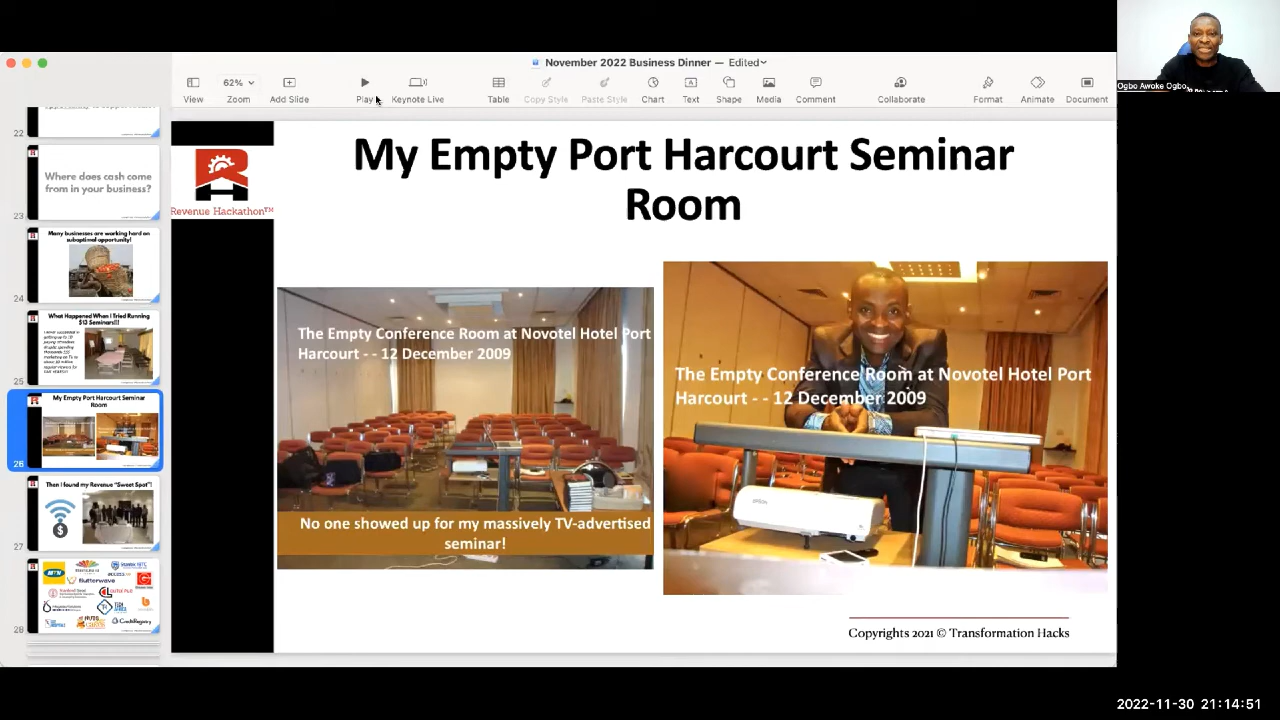 November 2022 Business Dinner — Edited
62%
View
Zoom
Add Slide
Play
Keynote Live
Table
Copy Style
Paste Style
Chart
Text
Shape
Media
Comment
Collaborate
Format
Animate
Document
Ogbo Awoke Ogbo
22
Where does cash come
from in your business?
23
Many businesses are working hard on
suboptimal opportunity!
24
What Happened When I Tried Running
$13 Seminars!!!
25
My Empty Port Harcourt Seminar
Room
26
Then I found my Revenue "Sweet Spot"!
$
27
MTN
flutterwave
CreditRegistry
28
Revenue Hackathon™
My Empty Port Harcourt Seminar
Room
The Empty Conference Room at Novotel Hotel Port
Harcourt - - 12 December 2009
No one showed up for my massively TV-advertised
seminar!
The Empty Conference Room at Novotel Hotel Port
Harcourt - - 12 December 2009
EPSON
Copyrights 2021 © Transformation Hacks
2022-11-30 21:14:51